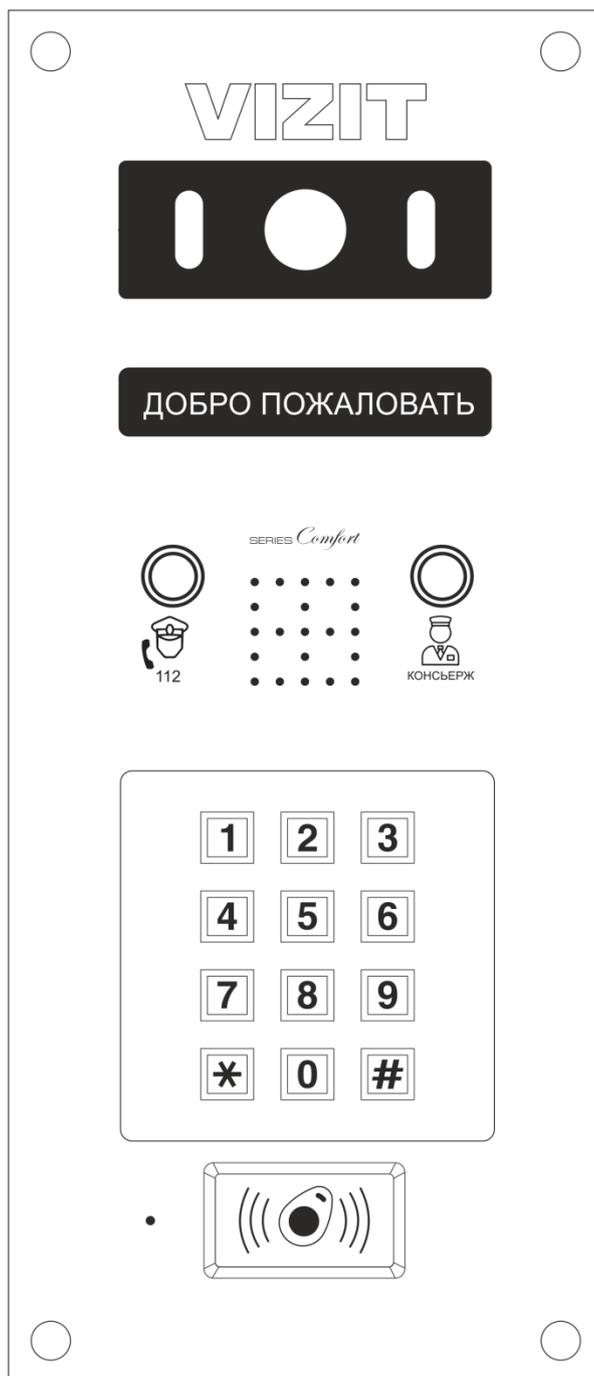 VIZIT
ДОБРО ПОЖАЛОВАТЬ
SERIES Comfort
112
КОНСЬЕРЖ
1 2 3
4 5 6
7 8 9
* 0 #